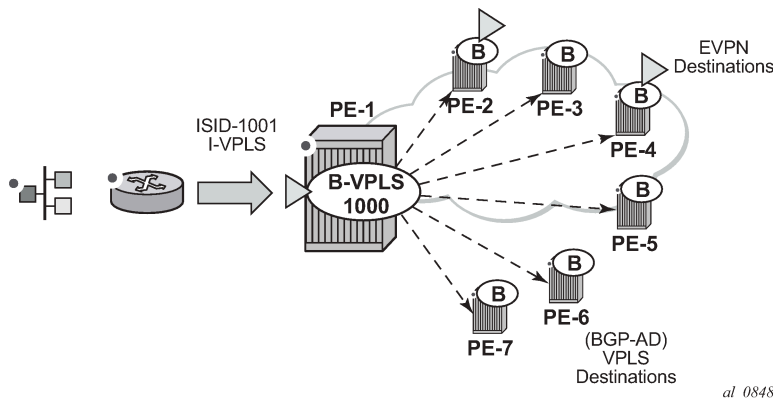 EVPN
Destinations
B
B
B
PE-1
PE-2
PE-3
PE-4
ISID-1001
I-VPLS
B-VPLS
1000
B
PE-5
B
PE-6
B
PE-7
(BGP-AD)
VPLS
Destinations
al_0848